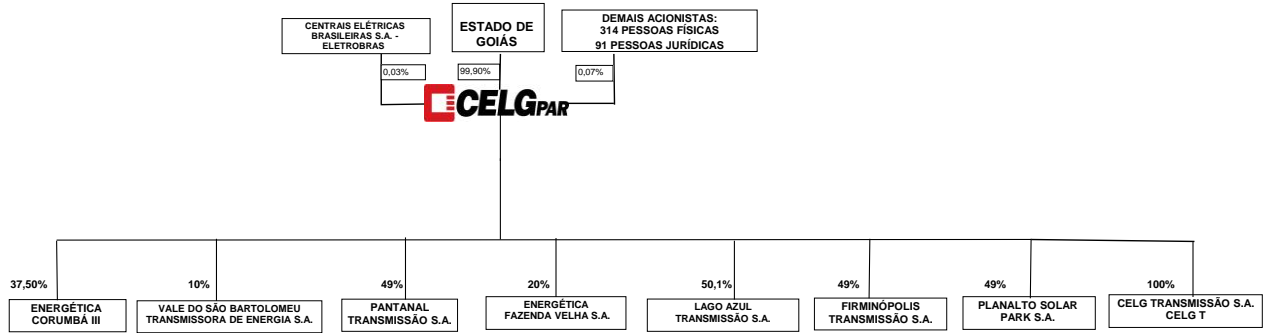 CENTRAIS ELÉTRICAS
BRASILEIRAS S.A. -
ELETROBRAS
ESTADO DE
GOIÁS
DEMAIS ACIONISTAS:
314 PESSOAS FÍSICAS
91 PESSOAS JURÍDICAS
0,03%
99,90%
0,07%
CELGPAR
37,50%
10%
49%
20%
50,1%
49%
49%
100%
ENERGÉTICA
CORUMBÁ III
VALE DO SÃO BARTOLOMEU
TRANSMISSORA DE ENERGIA S.A.
PANTANAL
TRANSMISSÃO S.A.
ENERGÉTICA
FAZENDA VELHA S.A.
LAGO AZUL
TRANSMISSÃO S.A.
FIRMINÓPOLIS
TRANSMISSÃO S.A.
PLANALTO SOLAR
PARK S.A.
CELG TRANSMISSÃO S.A.
CELG T